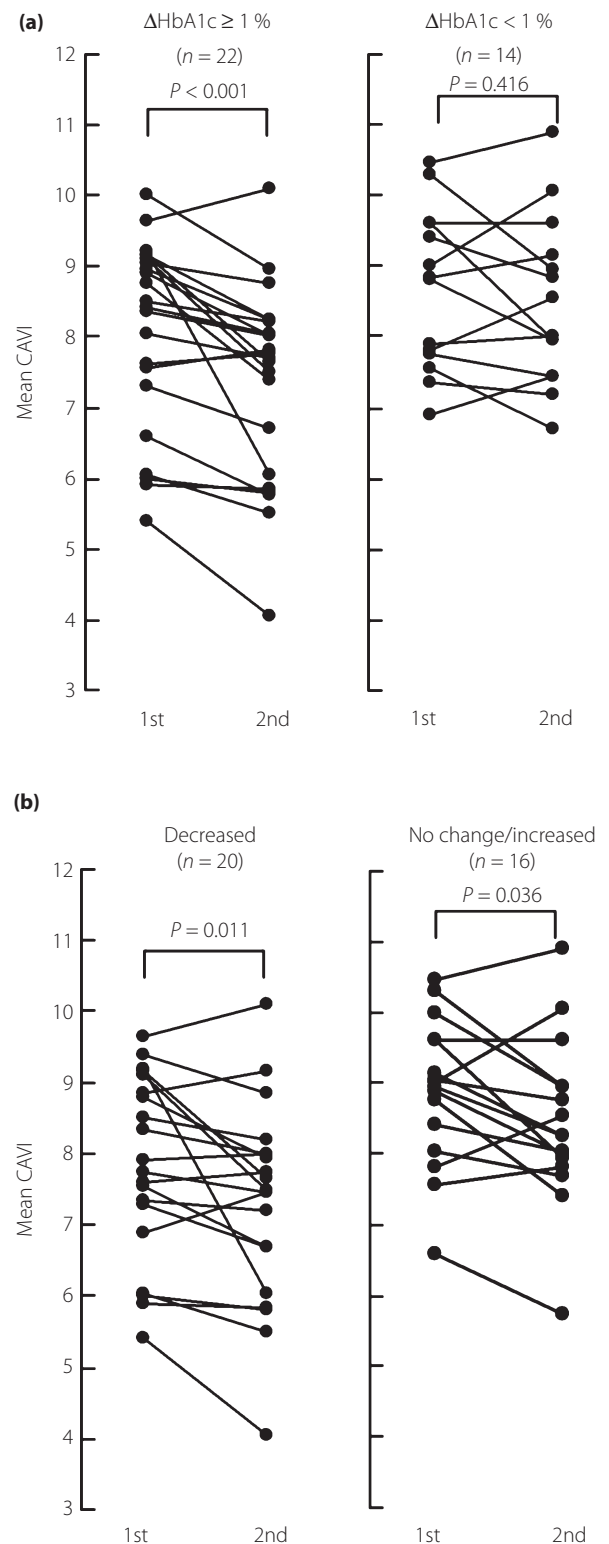 (a)
ΔHbA1c ≥ 1 %
(n = 22)
P < 0.001
ΔHbA1c < 1 %
(n = 14)
P = 0.416
12
11
10
9
8
7
6
5
4
3
Mean CAVI
1st
2nd
1st
2nd
(b)
Decreased
(n = 20)
P = 0.011
No change/increased
(n = 16)
P = 0.036
12
11
10
9
8
7
6
5
4
3
Mean CAVI
1st
2nd
1st
2nd